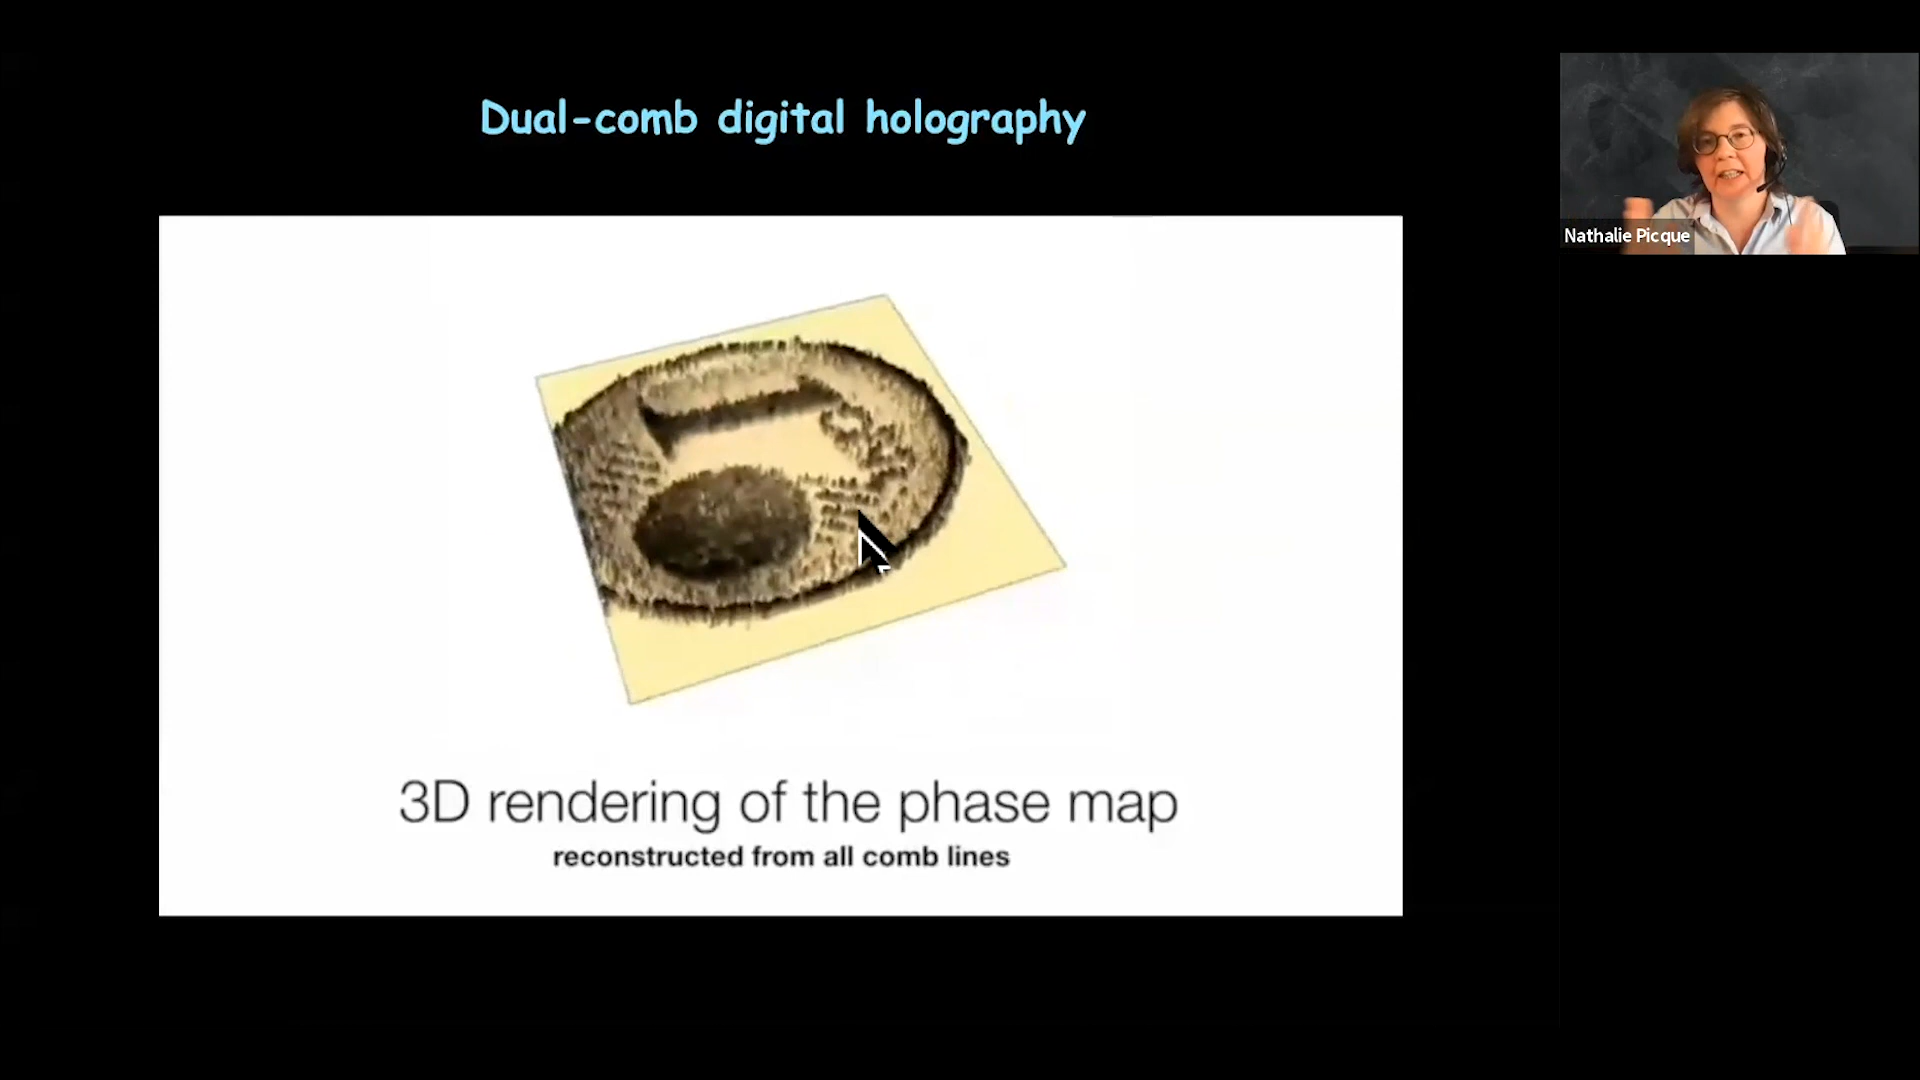 Dual-comb digital holography
Nathalie Picque
3D rendering of the phase map
reconstructed from all comb lines